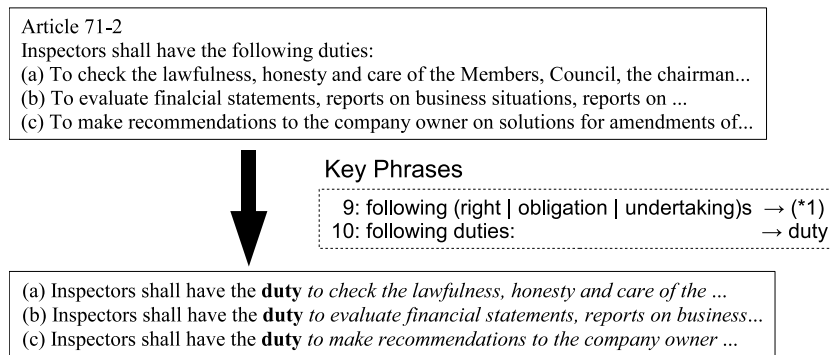 Article 71-2
Inspectors shall have the following duties:
(a) To check the lawfulness, honesty and care of the Members, Council, the chairman...
(b) To evaluate finalcial statements, reports on business situations, reports on ...
(c) To make recommendations to the company owner on solutions for amendments of...
Key Phrases
9: following (right | obligation | undertaking)s → (*1)
10: following duties: → duty
(a) Inspectors shall have the duty to check the lawfulness, honesty and care of the ...
(b) Inspectors shall have the duty to evaluate financial statements, reports on business...
(c) Inspectors shall have the duty to make recommendations to the company owner ...